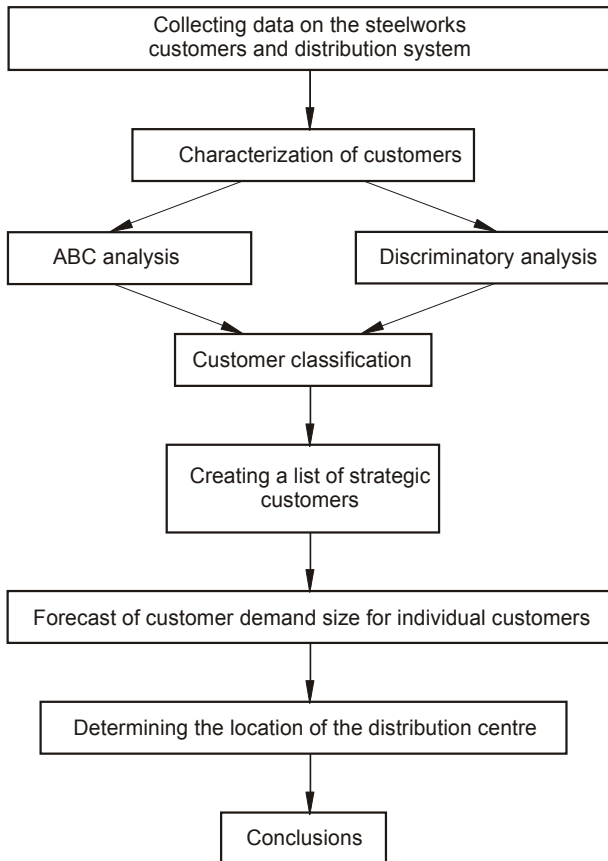 Collecting data on the steelworks
customers and distribution system
Characterization of customers
ABC analysis
Discriminatory analysis
Customer classification
Creating a list of strategic
customers
Forecast of customer demand size for individual customers
Determining the location of the distribution centre
Conclusions